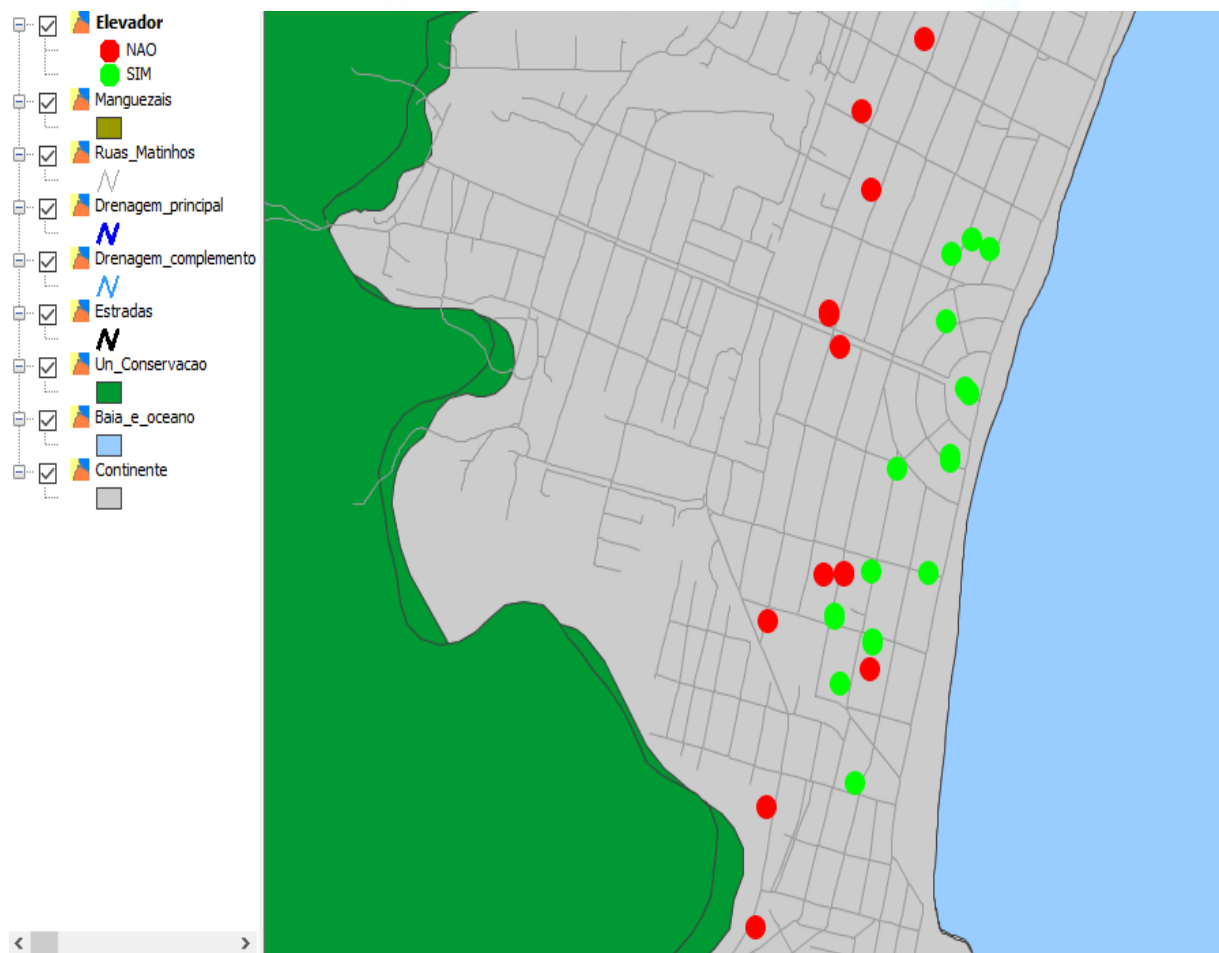 Elevador
NAO
SIM
Manguezais
Ruas_Matinhos
Drenagem_principal
Drenagem_complemento
Estradas
Un_Conservacao
Baia_e_oceano
Continente